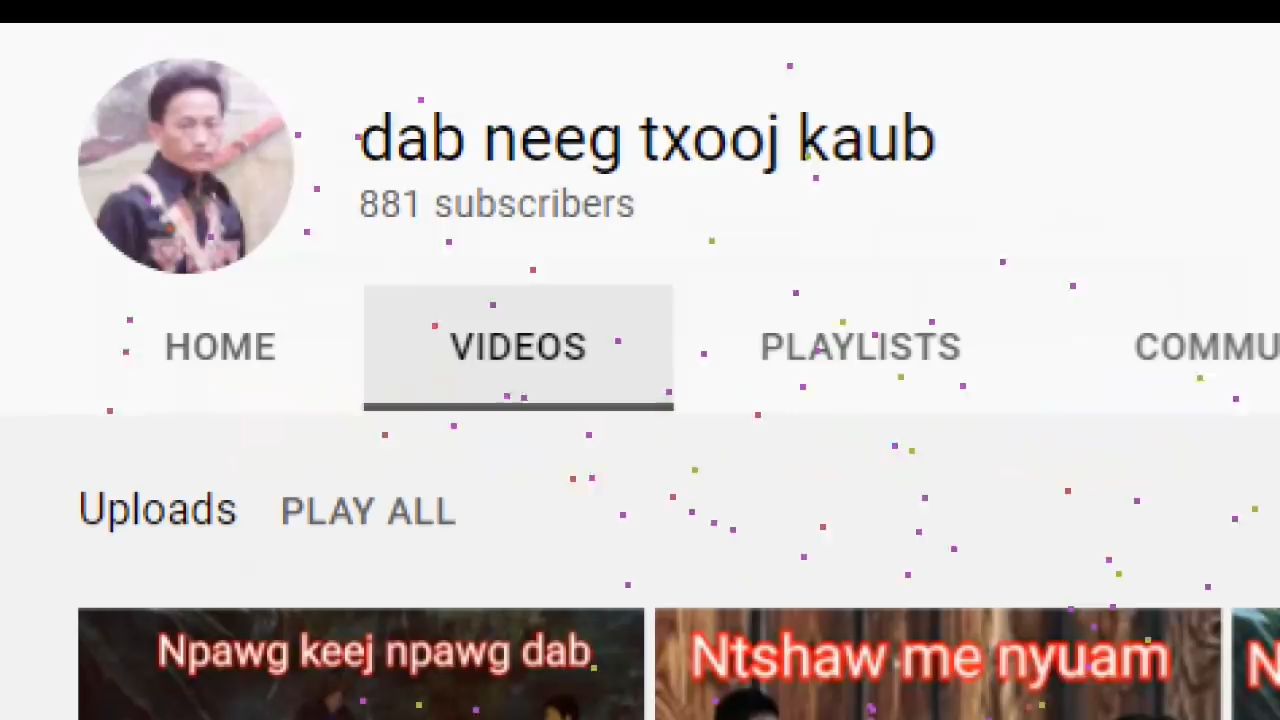 dab neeg txooj kaub
881 subscribers
HOME VIDEOS PLAYLISTS COMMU
Uploads PLAY ALL
Npawg keej npawg dab Ntshaw me nyuam N